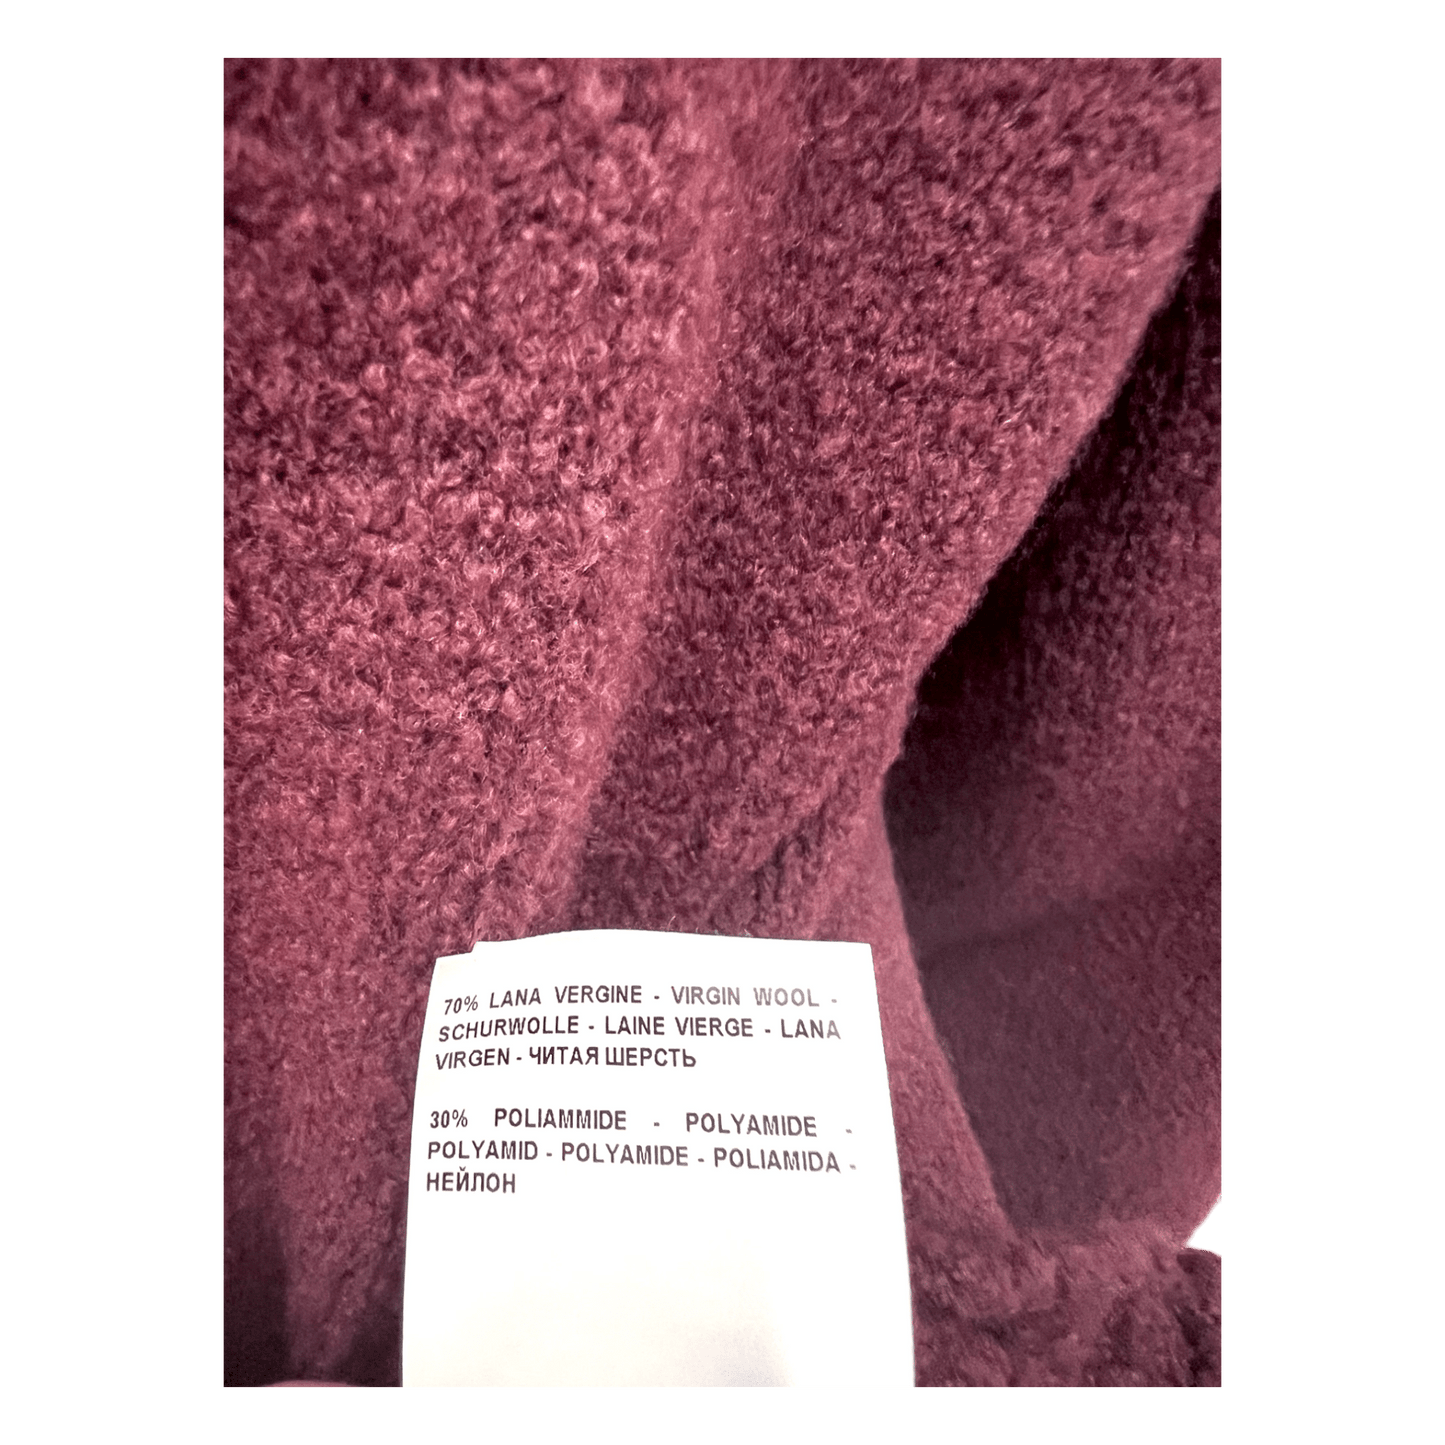 70% LANA VERGINE - VIRGIN WOOL -
SCHURWOLLE - LAINE VIERGE - LANA
VIRGEN - ЧИТАЯ ШЕРСТЬ
30% POLIAMMIDE - POLYAMIDE -
POLYAMID - POLYAMIDE - POLIAMIDA -
НЕЙЛОН